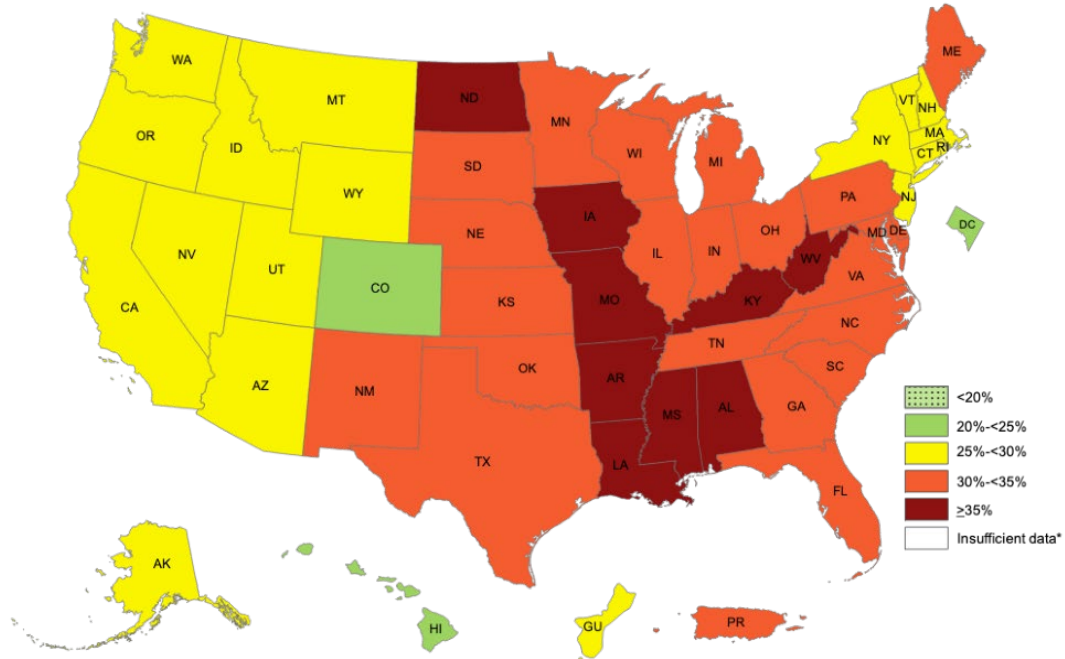 WA
MT
ND
MN
ME
OR
ID
WY
SD
WI
MI
NY
VT
NH
MA
CT
RI
NV
UT
CO
NE
IA
IL
IN
OH
PA
NJ
DC
MD
DE
CA
KS
MO
KY
WV
VA
AZ
NM
OK
AR
TN
NC
SC
TX
LA
MS
AL
GA
FL
AK
HI
GU
PR
<20%
20%-<25%
25%-<30%
30%-<35%
≥35%
Insufficient data*